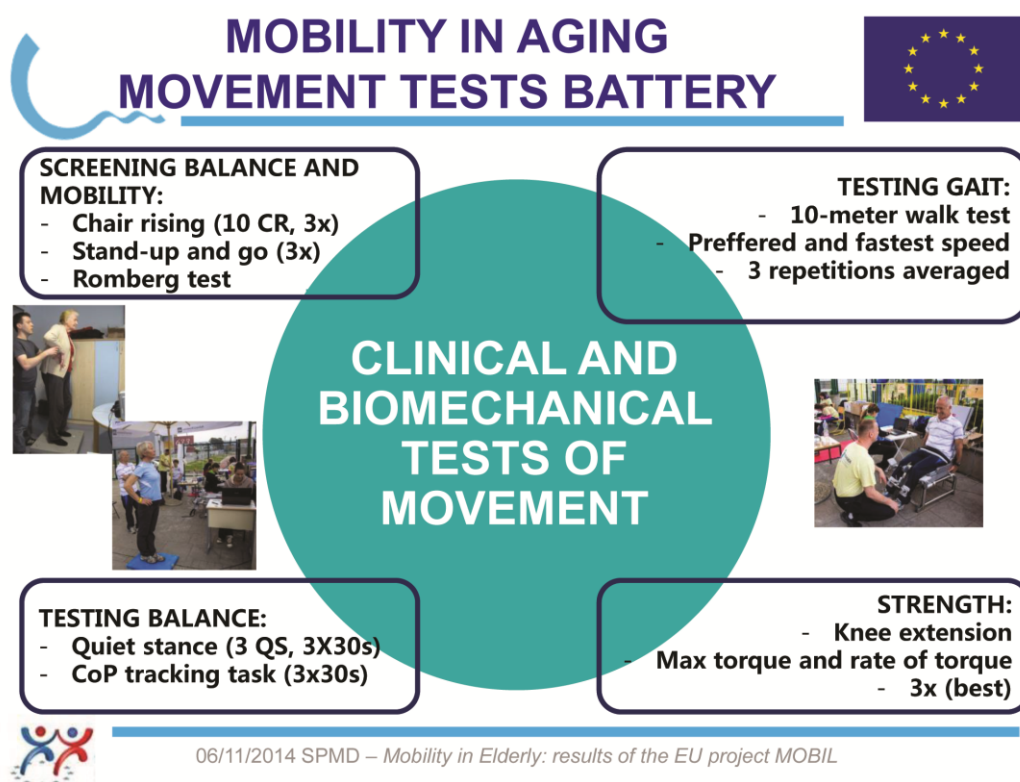 MOBILITY IN AGING
MOVEMENT TESTS BATTERY
SCREENING BALANCE AND
MOBILITY:
- Chair rising (10 CR, 3x)
- Stand-up and go (3x)
- Romberg test
TESTING GAIT:
- 10-meter walk test
- Preffered and fastest speed
- 3 repetitions averaged
CLINICAL AND
BIOMECHANICAL
TESTS OF
MOVEMENT
TESTING BALANCE:
- Quiet stance (3 QS, 3X30s)
- CoP tracking task (3x30s)
STRENGTH:
- Knee extension
- Max torque and rate of torque
- 3x (best)
06/11/2014 SPMD – Mobility in Elderly: results of the EU project MOBIL